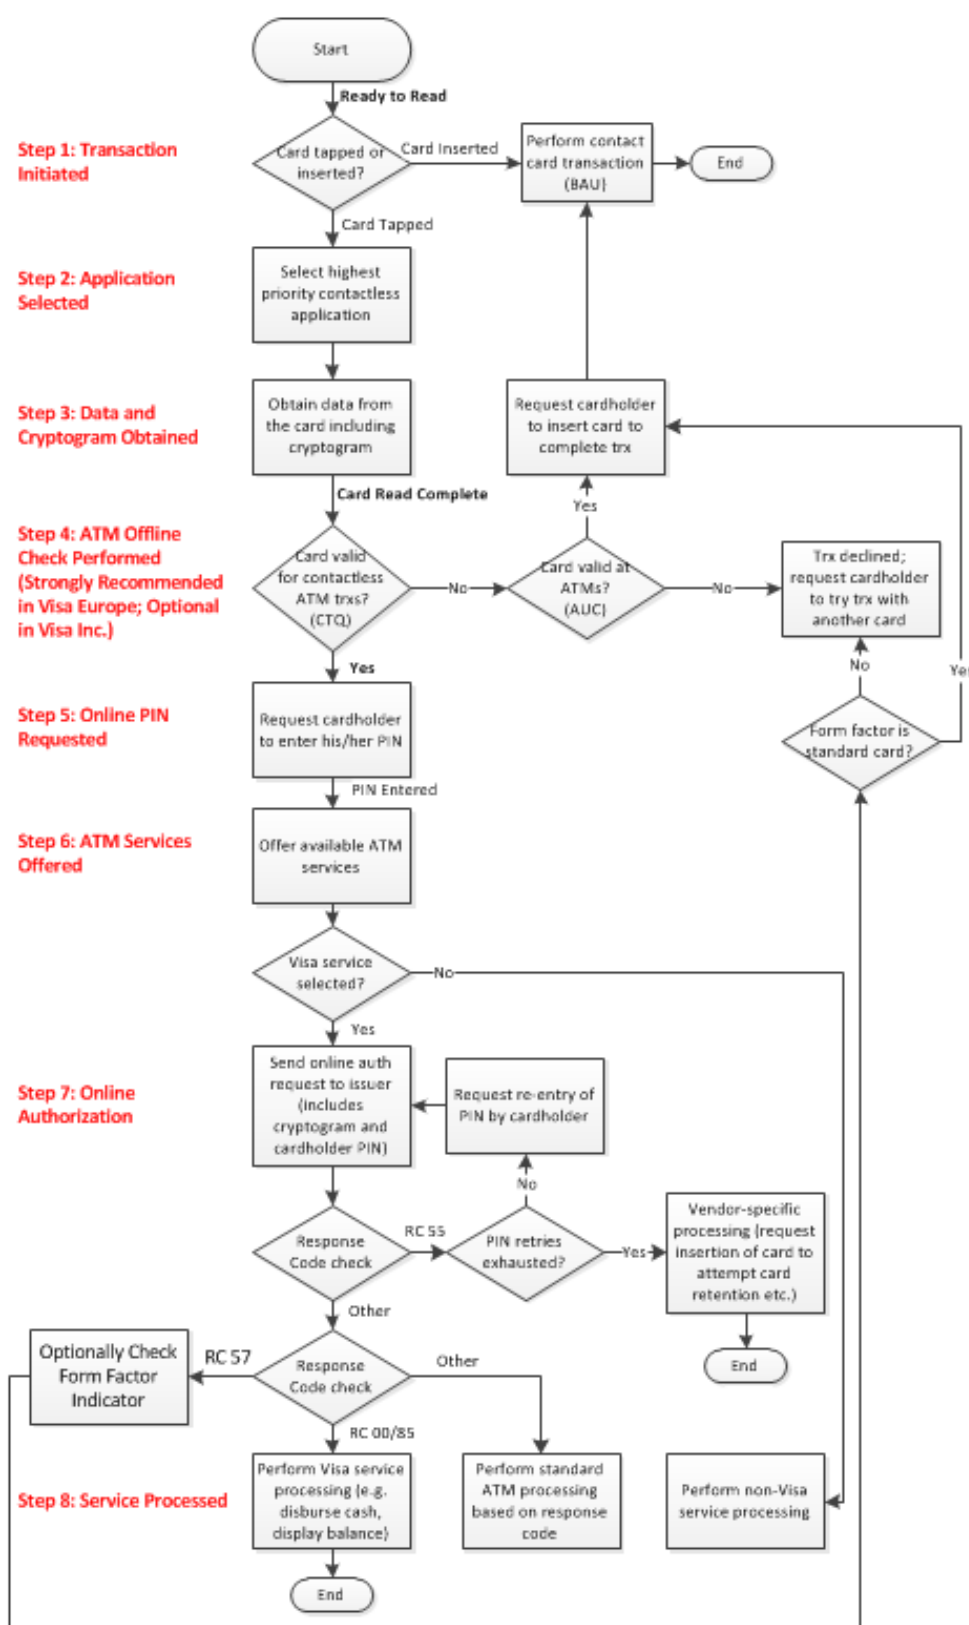 Start
Ready to Read
Step 1: Transaction
Initiated
Card tapped or
inserted?
Card Inserted
Perform contact
card transaction
(BAU)
End
Card Tapped
Step 2: Application
Selected
Select highest
priority contactless
application
Step 3: Data and
Cryptogram Obtained
Obtain data from
the card including
cryptogram
Request cardholder
to insert card to
complete trx
Card Read Complete
Yes
Step 4: ATM Offline
Check Performed
(Strongly Recommended
in Visa Europe; Optional
in Visa Inc.)
Card valid
for contactless
ATM trxs?
(CTQ)
No
Card valid at
ATMs?
(AUC)
No
Trx declined;
request cardholder
to try trx with
another card
Yes
No
Yes
Step 5: Online PIN
Requested
Request cardholder
to enter his/her PIN
Form factor is
standard card?
PIN Entered
Step 6: ATM Services
Offered
Offer available ATM
services
Visa service
selected?
No
Yes
Step 7: Online
Authorization
Send online auth
request to issuer
(includes
cryptogram and
cardholder PIN)
Request re-entry of
PIN by cardholder
No
Response
Code check
RC 55
PIN retries
exhausted?
Yes
Vendor-specific
processing (request
insertion of card to
attempt card
retention etc.)
Other
End
Optionally Check
Form Factor
Indicator
RC 57
Response
Code check
Other
RC 00/85
Step 8: Service Processed
Perform Visa service
processing (e.g.
disburse cash,
display balance)
Perform standard
ATM processing
based on response
code
Perform non-Visa
service processing
End